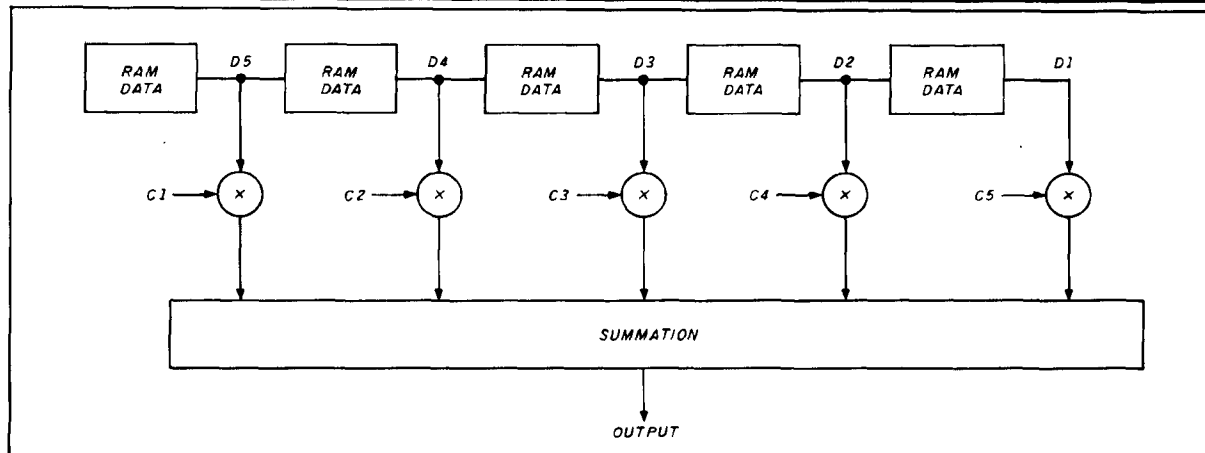 D5 D4 D3 D2 D1
RAM DATA RAM DATA RAM DATA RAM DATA RAM DATA
C1 × C2 × C3 × C4 × C5 ×
SUMMATION
OUTPUT